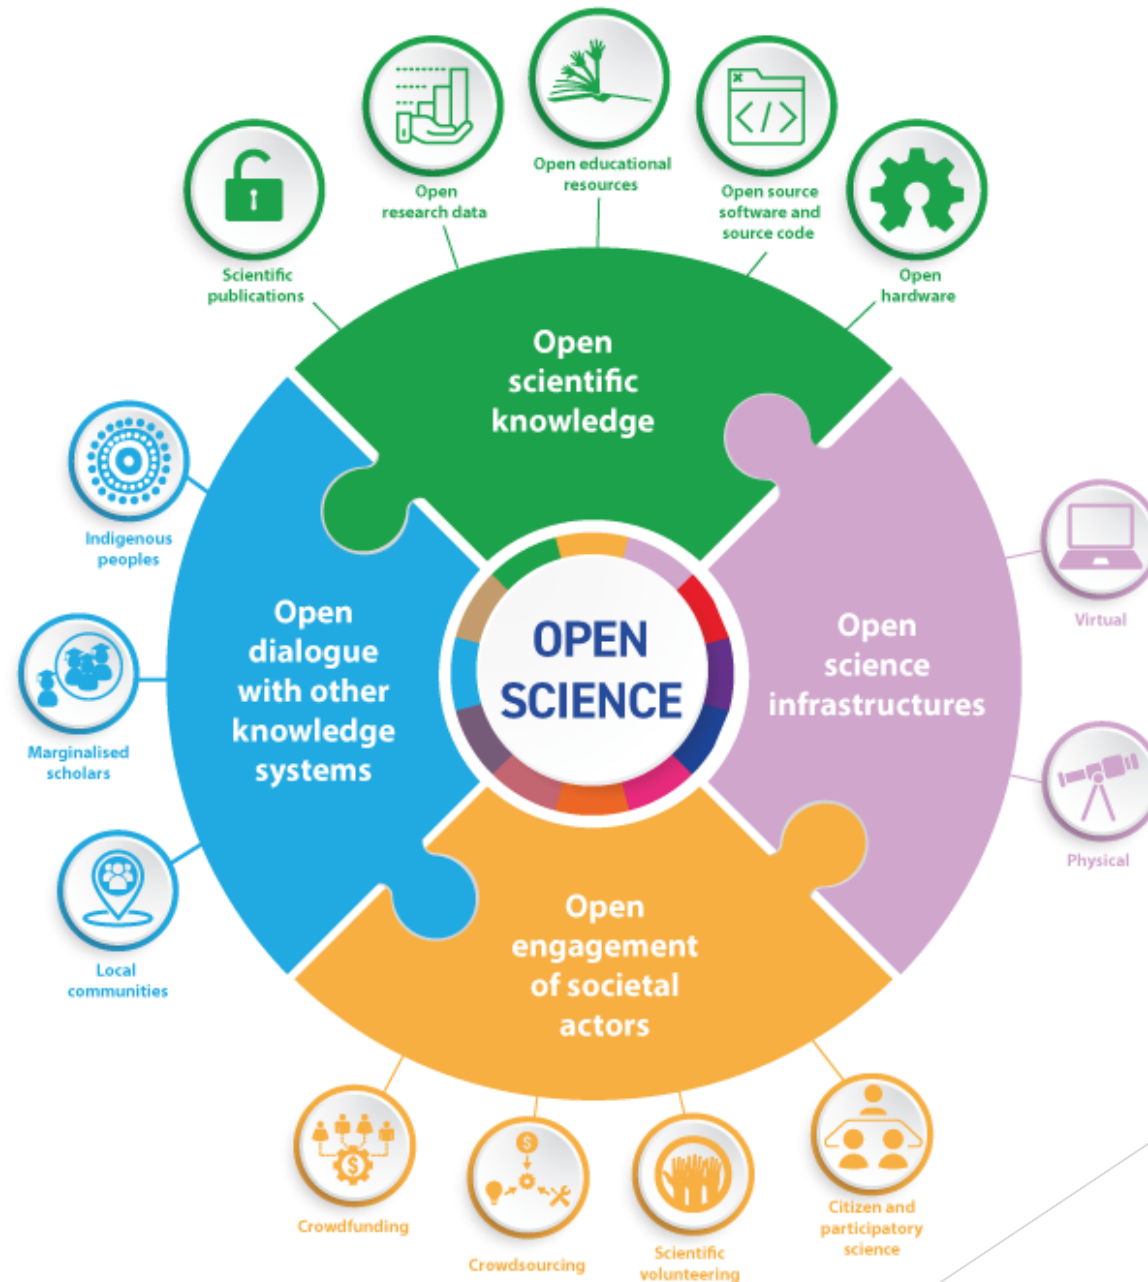 Open educational
resources
Open
research data
Open source
software and
source code
Scientific
publications
Open
hardware
Open
scientific
knowledge
Indigenous
peoples
Marginalised
scholars
Local
communities
Open
dialogue
with other
knowledge
systems
OPEN
SCIENCE
Open
science
infrastructures
Virtual
Physical
Open
engagement
of societal
actors
Crowdfunding
Crowdsourcing
Scientific
volunteering
Citizen and
participatory
science